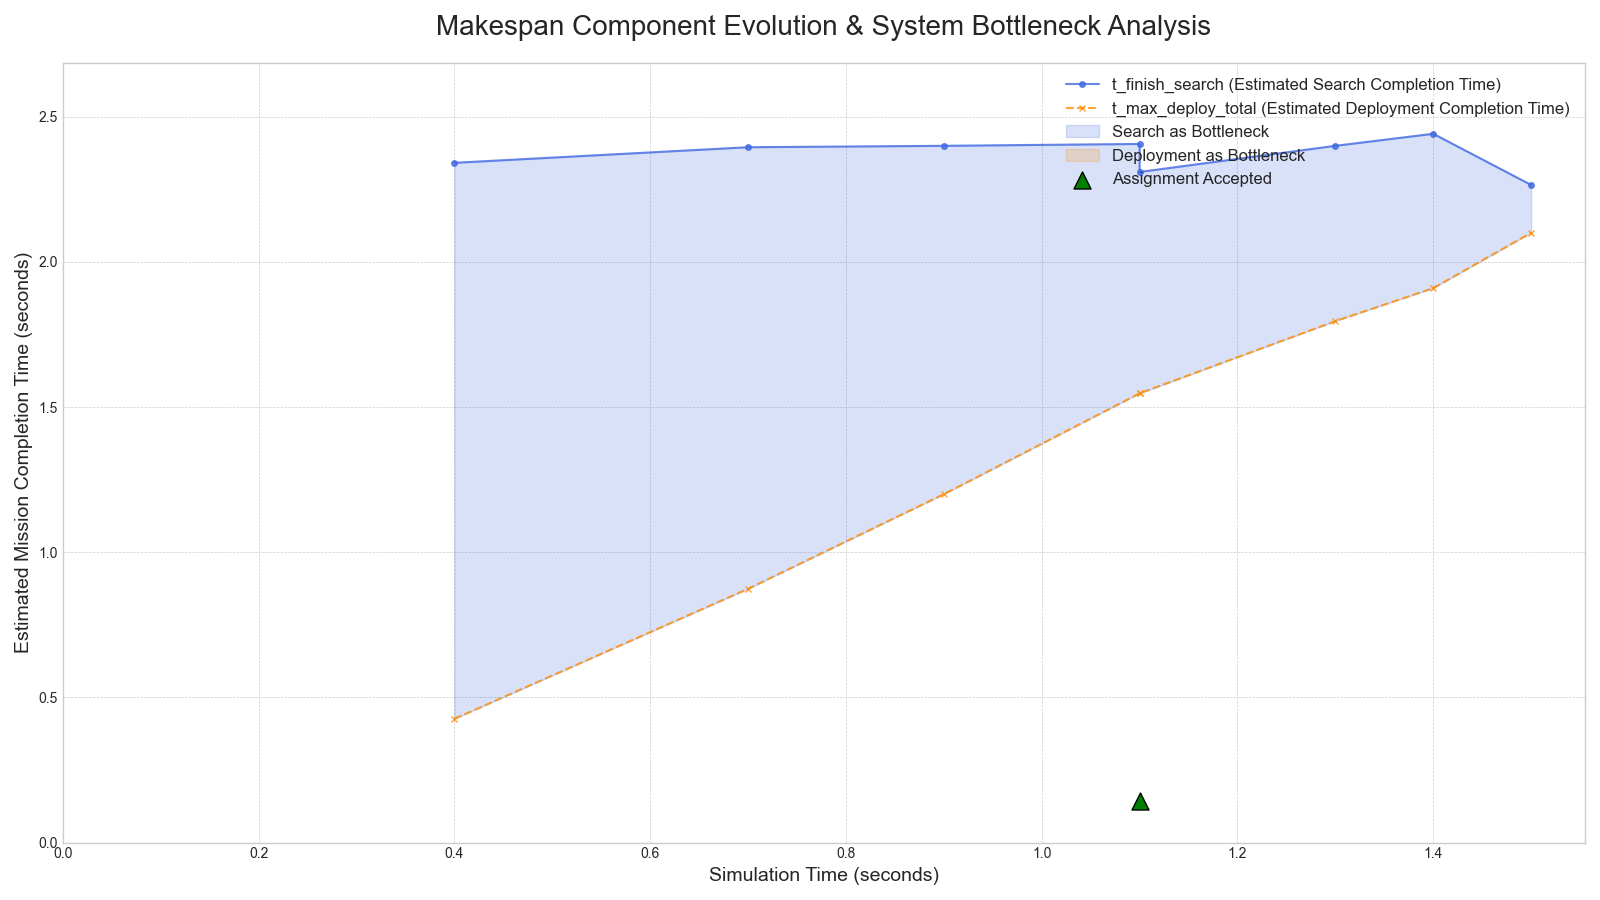 Makespan Component Evolution & System Bottleneck Analysis
t_finish_search (Estimated Search Completion Time)
t_max_deploy_total (Estimated Deployment Completion Time)
Search as Bottleneck
Deployment as Bottleneck
Assignment Accepted
Estimated Mission Completion Time (seconds)
2.5
2.0
1.5
1.0
0.5
0.0
0.0 0.2 0.4 0.6 0.8 1.0 1.2 1.4
Simulation Time (seconds)